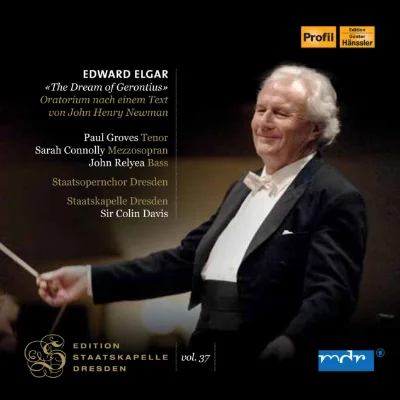 Profil
Edition
Günter
Hänssler
EDWARD ELGAR
«The Dream of Gerontius»
Oratorium nach einem Text
von John Henry Newman
Paul Groves Tenor
Sarah Connolly Mezzosopran
John Relyea Bass
Staatsopernchor Dresden
Staatskapelle Dresden
Sir Colin Davis
EDITION
STAATSKAPELLE
DRESDEN
vol. 37
mdr